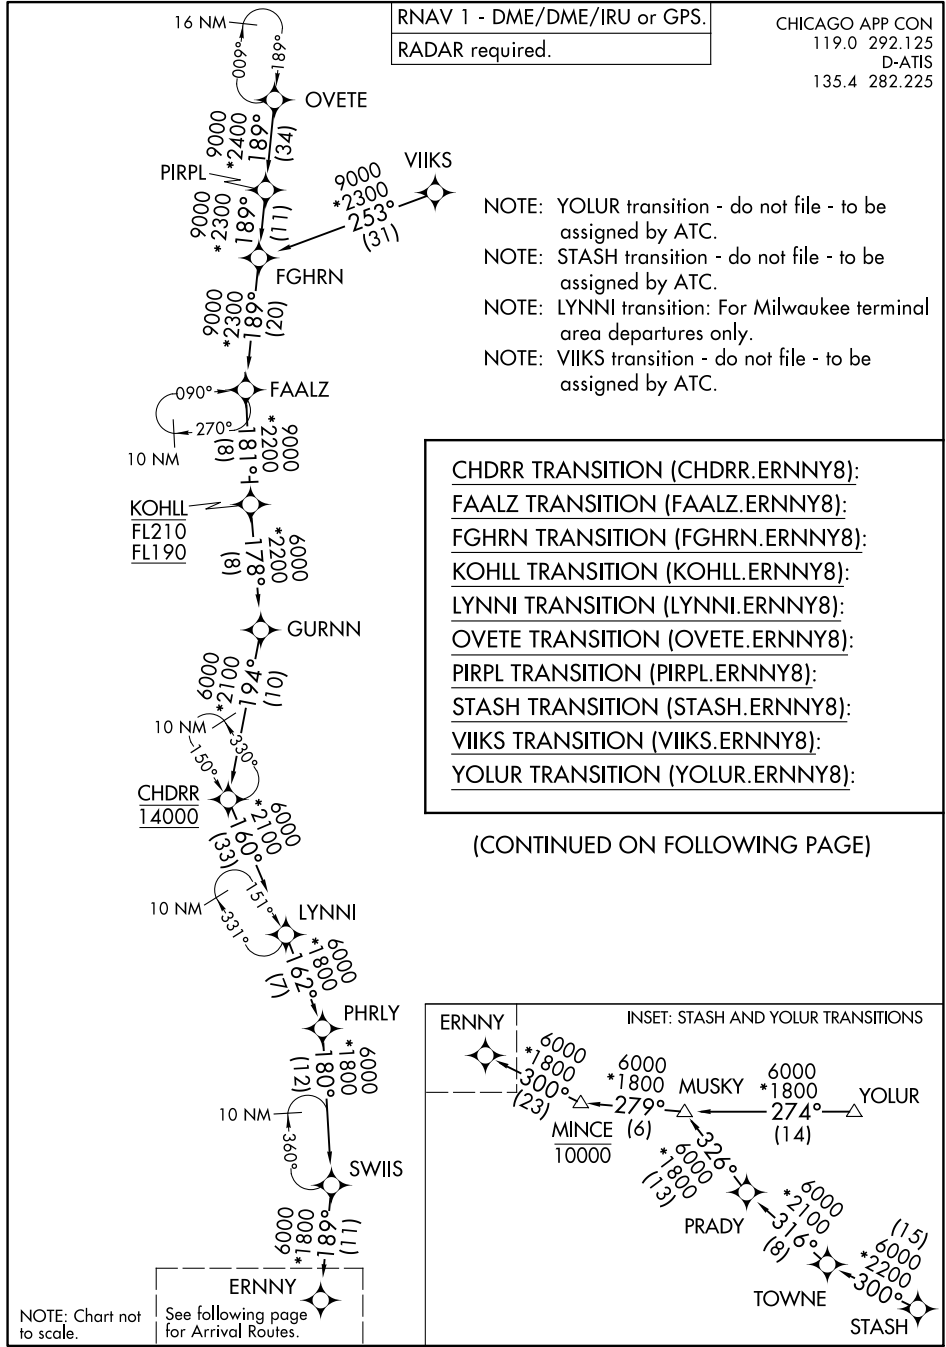 RNAV 1 - DME/DME/IRU or GPS.
RADAR required.
CHICAGO APP CON
119.0 292.125
D-ATIS
135.4 282.225
16 NM
009°
189°
OVETE
9000
*2400
189°
(34)
PIRPL
9000
*2300
189°
(11)
VIIKS
9000
*2300
253°
(31)
FGHRN
9000
*2300
189°
(20)
NOTE: YOLUR transition - do not file - to be
assigned by ATC.
NOTE: STASH transition - do not file - to be
assigned by ATC.
NOTE: LYNNI transition: For Milwaukee terminal
area departures only.
NOTE: VIIKS transition - do not file - to be
assigned by ATC.
090°
FAALZ
270°
10 NM
9000
*2200
181°
(8)
KOHLL
FL210
FL190
6000
*2200
178°
(8)
GURNN
6000
*2100
194°
(10)
10 NM
330°
150°
CHDRR
14000
6000
*2100
160°
(33)
10 NM
151°
331°
LYNNI
6000
*1800
162°
(7)
PHRLY
6000
*1800
180°
(12)
10 NM
360°
SWIIS
6000
*1800
189°
(11)
ERNNY
See following page
for Arrival Routes.
NOTE: Chart not
to scale.
CHDRR TRANSITION (CHDRR.ERNNY8):
FAALZ TRANSITION (FAALZ.ERNNY8):
FGHRN TRANSITION (FGHRN.ERNNY8):
KOHLL TRANSITION (KOHLL.ERNNY8):
LYNNI TRANSITION (LYNNI.ERNNY8):
OVETE TRANSITION (OVETE.ERNNY8):
PIRPL TRANSITION (PIRPL.ERNNY8):
STASH TRANSITION (STASH.ERNNY8):
VIIKS TRANSITION (VIIKS.ERNNY8):
YOLUR TRANSITION (YOLUR.ERNNY8):
(CONTINUED ON FOLLOWING PAGE)
INSET: STASH AND YOLUR TRANSITIONS
ERNNY
6000
*1800
300°
(23)
MINCE
10000
6000
*1800
279°
(6)
MUSKY
6000
*1800
274°
(14)
YOLUR
326°
6000
*1800
(13)
PRADY
6000
*2100
316°
(8)
TOWNE
(15)
6000
*2200
300°
STASH